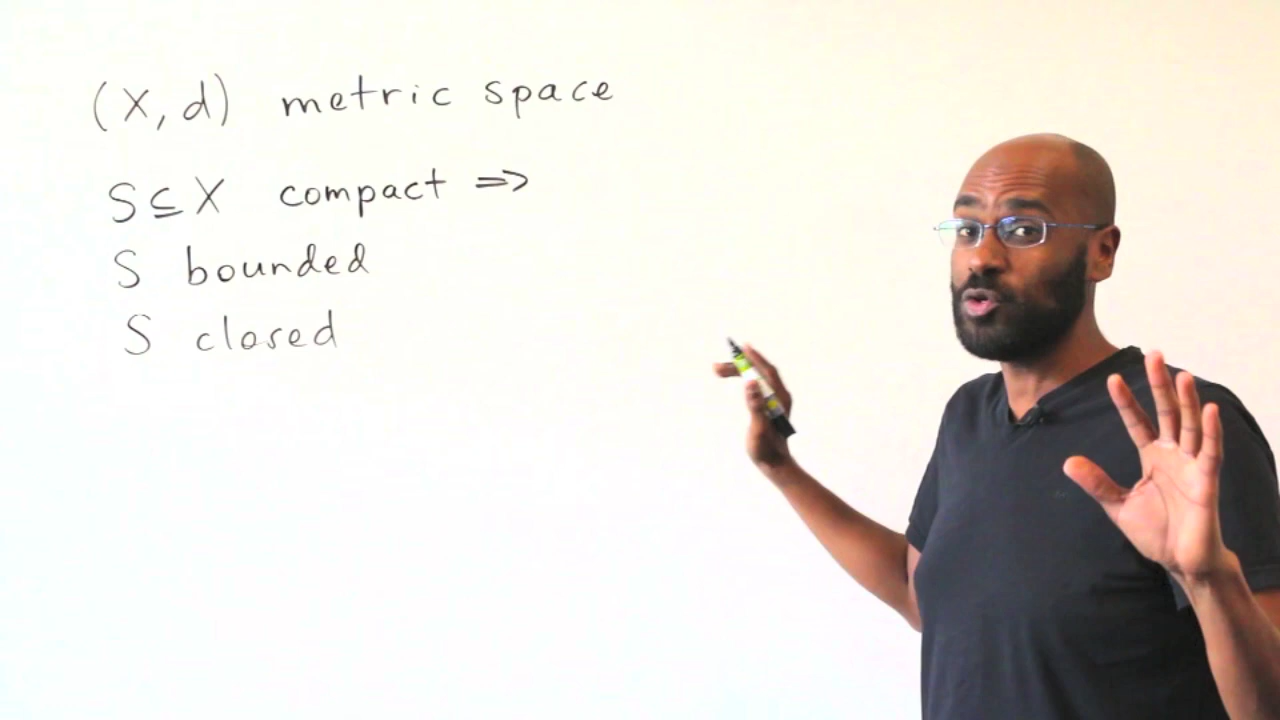 (X, d) metric space
S ⊆ X compact ⇒
S bounded
S closed